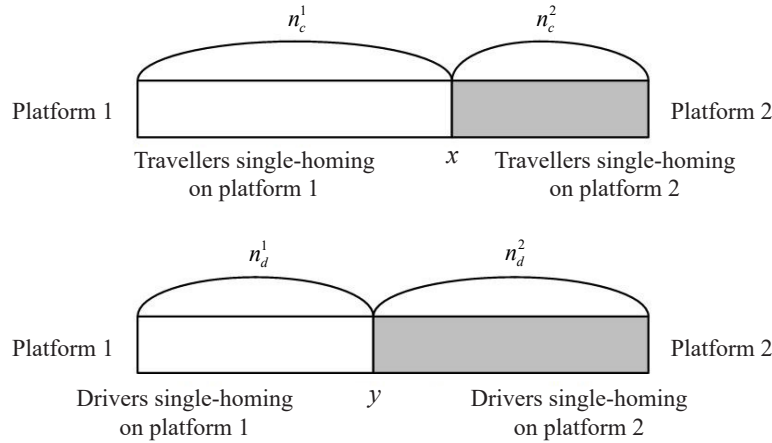 n_c^1 n_c^2
Platform 1 Platform 2
Travellers single-homing x Travellers single-homing
on platform 1 on platform 2
n_d^1 n_d^2
Platform 1 Platform 2
Drivers single-homing y Drivers single-homing
on platform 1 on platform 2